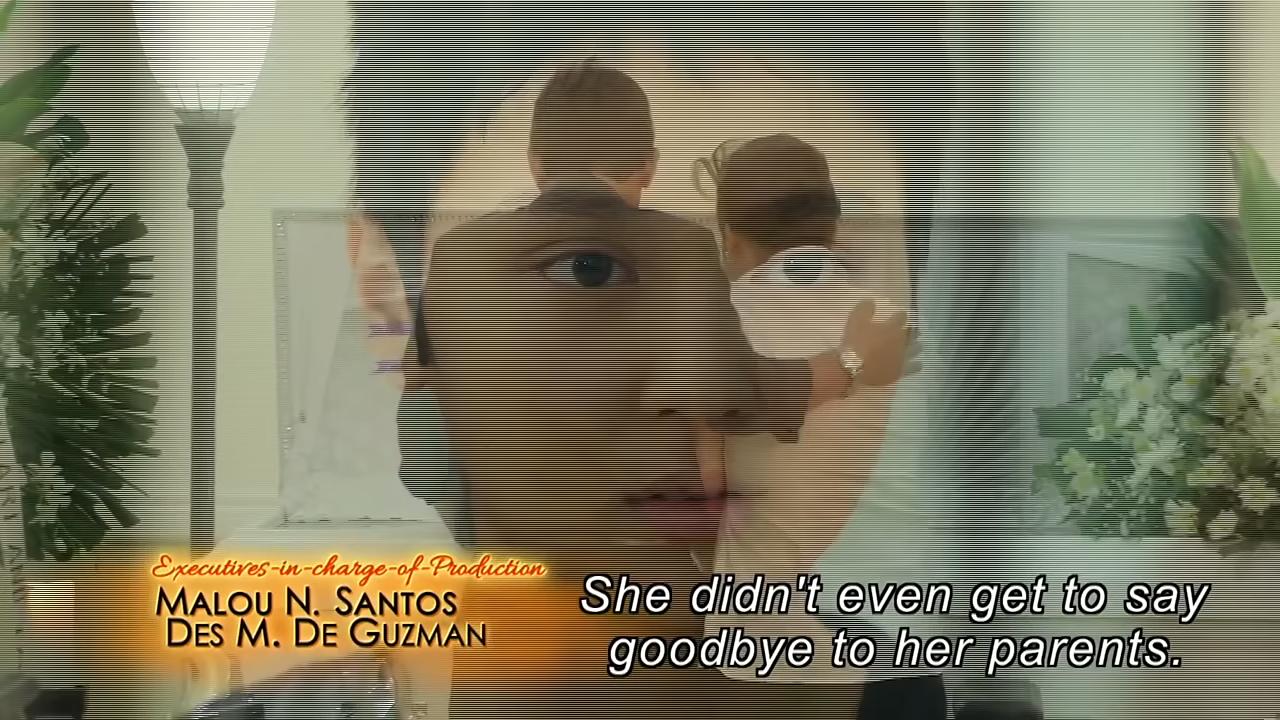 Executives-in-charge-of-Production
MALOU N. SANTOS
DES M. DE GUZMAN
She didn't even get to say
goodbye to her parents.